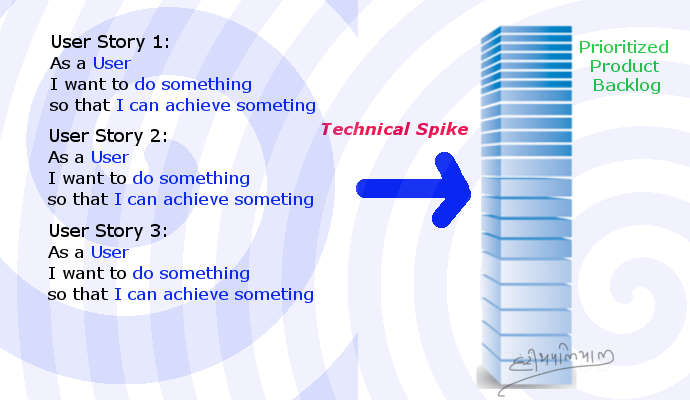 User Story 1:
As a User
I want to do something
so that I can achieve someting
User Story 2:
As a User
I want to do something
so that I can achieve someting
User Story 3:
As a User
I want to do something
so that I can achieve someting
Technical Spike
Prioritized
Product
Backlog